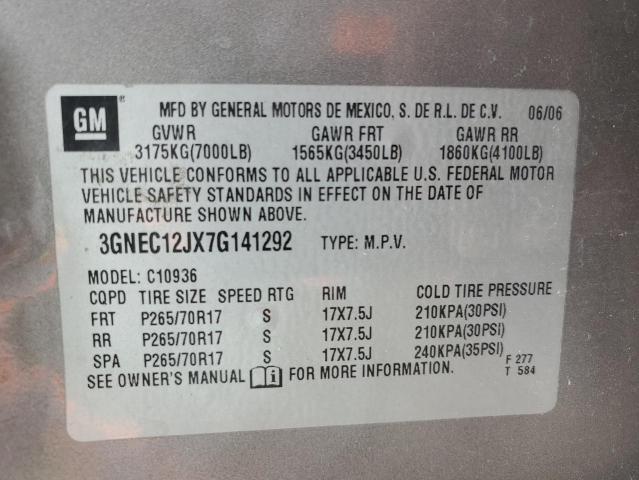 GM ®
MFD BY GENERAL MOTORS DE MEXICO, S. DE R.L. DE C.V. 06/06
GVWR GAWR FRT GAWR RR
3175KG(7000LB) 1565KG(3450LB) 1860KG(4100LB)
THIS VEHICLE CONFORMS TO ALL APPLICABLE U.S. FEDERAL MOTOR
VEHICLE SAFETY STANDARDS IN EFFECT ON THE DATE OF
MANUFACTURE SHOWN ABOVE.
3GNEC12JX7G141292 TYPE: M.P.V.
MODEL: C10936
CQPD TIRE SIZE SPEED RTG RIM COLD TIRE PRESSURE
FRT P265/70R17 S 17X7.5J 210KPA(30PSI)
RR P265/70R17 S 17X7.5J 210KPA(30PSI)
SPA P265/70R17 S 17X7.5J 240KPA(35PSI)
F 277
SEE OWNER'S MANUAL i FOR MORE INFORMATION. T 584